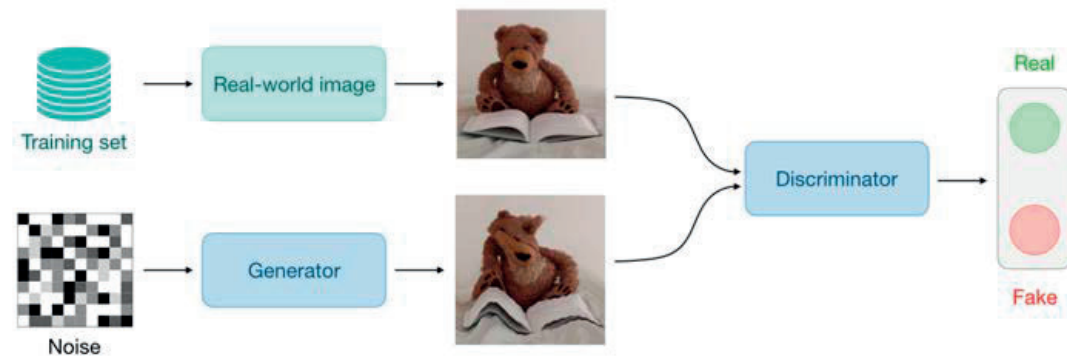 Training set
Real-world image
Noise
Generator
Discriminator
Real
Fake